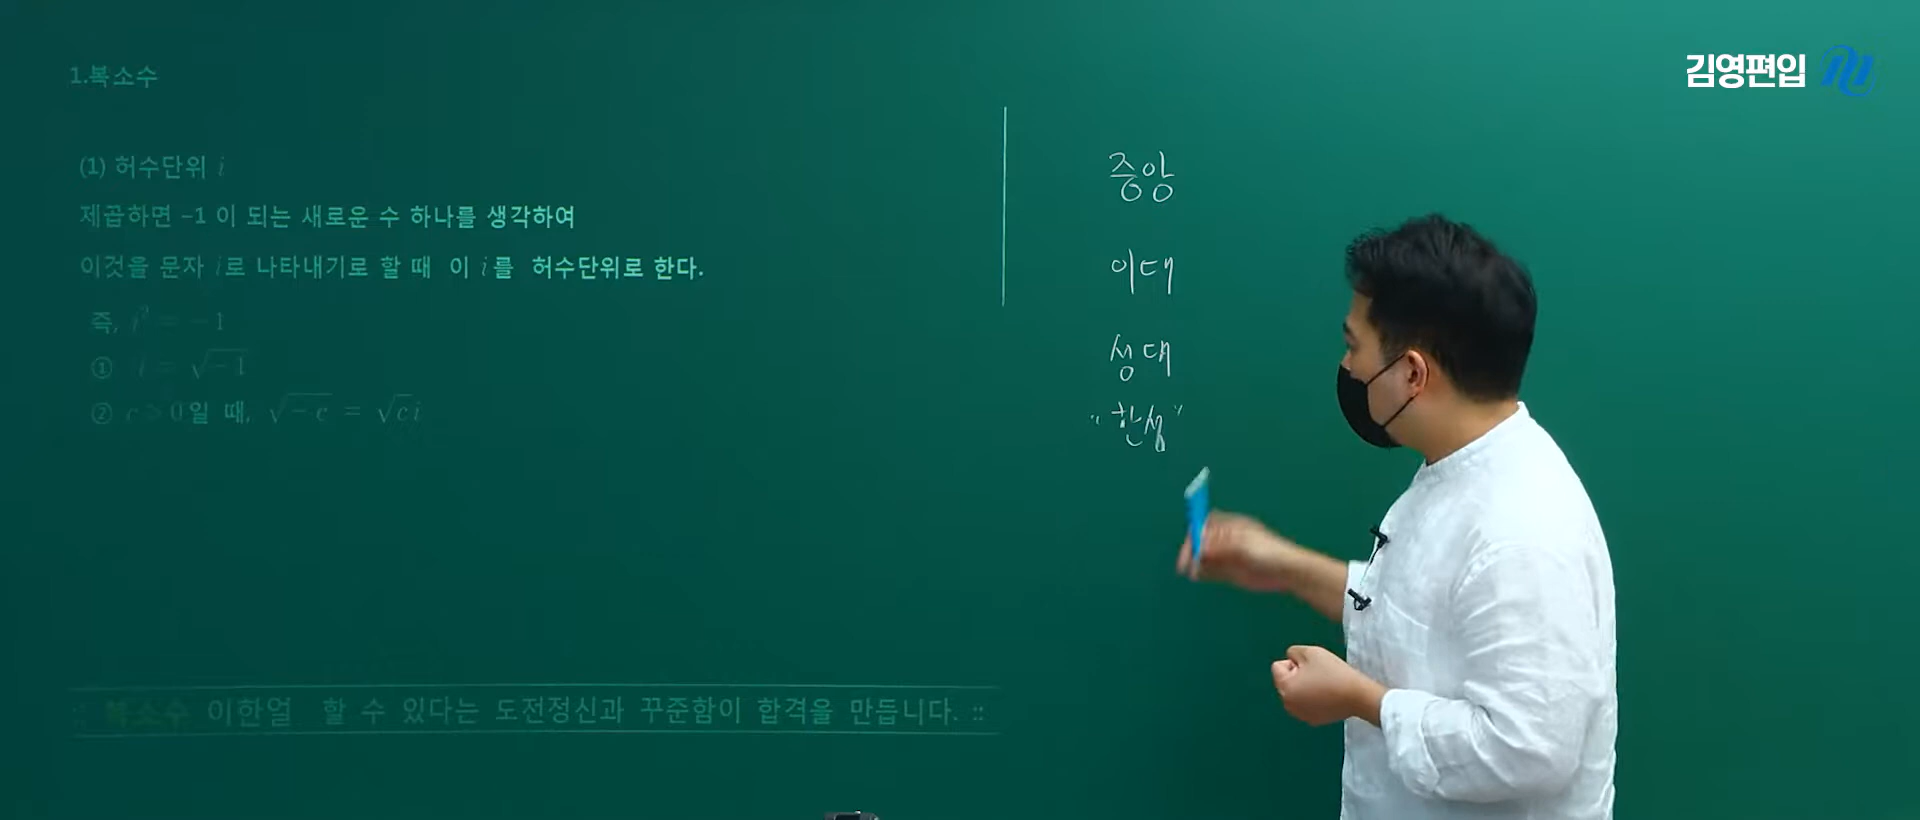 1.복소수
(1) 허수단위 i
제곱하면 -1 이 되는 새로운 수 하나를 생각하여
이것을 문자 i로 나타내기로 할 때 이 i를 허수단위로 한다.
즉, i² = -1
① i = √-1
② c > 0일 때, √-c = √c i
:: 복소수 이한얼 할 수 있다는 도전정신과 꾸준함이 합격을 만듭니다. ::
중앙
이대
성대
"한성"
김영편입